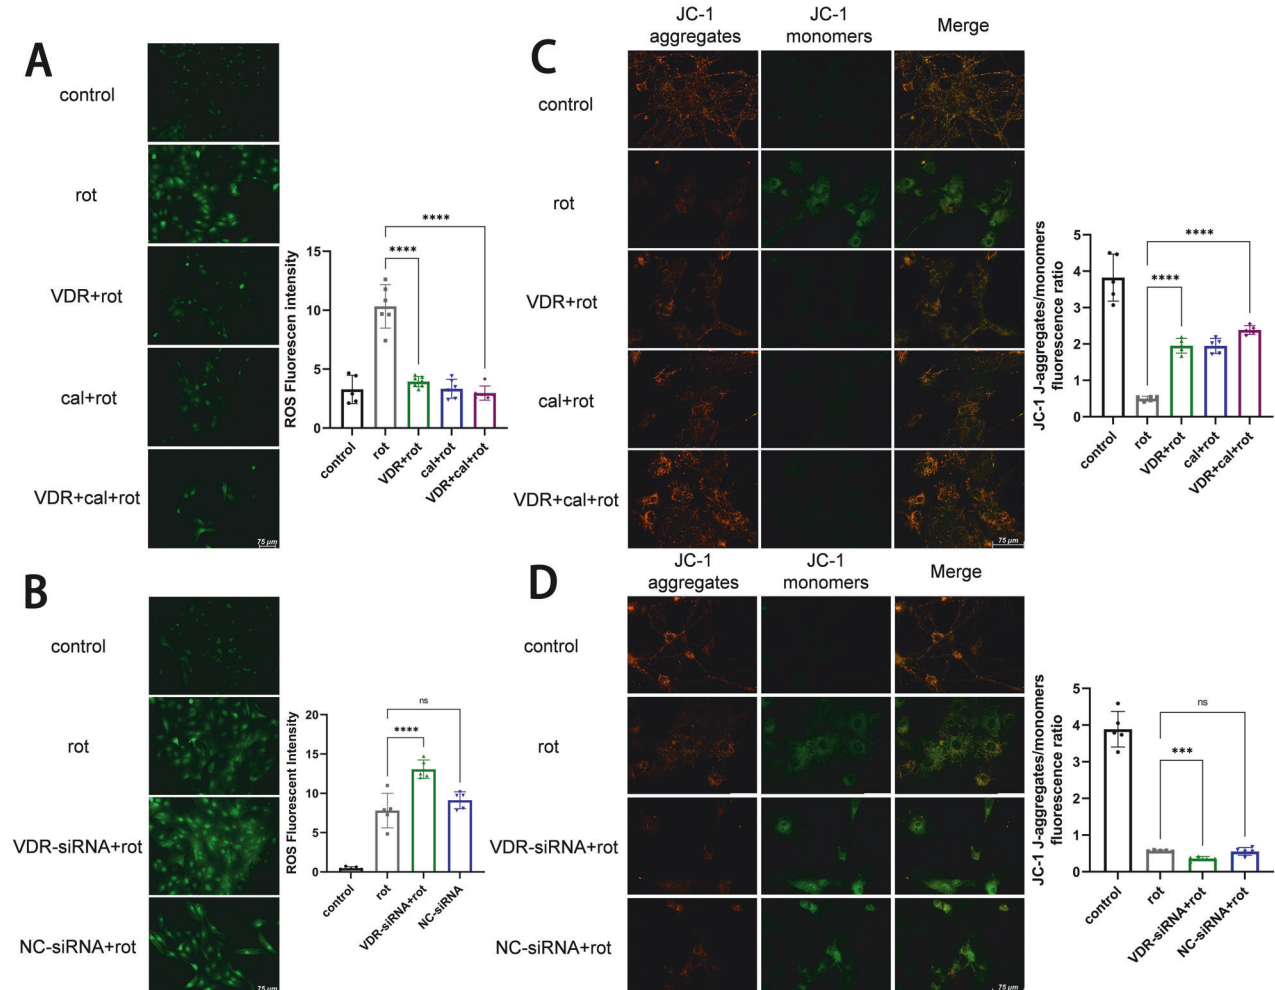 A
control
rot
VDR+rot
cal+rot
VDR+cal+rot
75 μm
ROS Fluorescen intensity
15
10
5
0
****
****
control
rot
VDR+rot
cal+rot
VDR+cal+rot
C
JC-1
aggregates
JC-1
monomers
Merge
control
rot
VDR+rot
cal+rot
VDR+cal+rot
75 μm
JC-1 J-aggregates/monomers
fluorescence ratio
5
4
3
2
1
0
****
****
control
rot
VDR+rot
cal+rot
VDR+cal+rot
B
control
rot
VDR-siRNA+rot
NC-siRNA+rot
75 μm
ROS Fluorescent Intensity
20
15
10
5
0
ns
****
control
rot
VDR-siRNA+rot
NC-siRNA
D
JC-1
aggregates
JC-1
monomers
Merge
control
rot
VDR-siRNA+rot
NC-siRNA+rot
75 μm
JC-1 J-aggregates/monomers
fluorescence ratio
5
4
3
2
1
0
ns
***
control
rot
VDR-siRNA+rot
NC-siRNA+rot